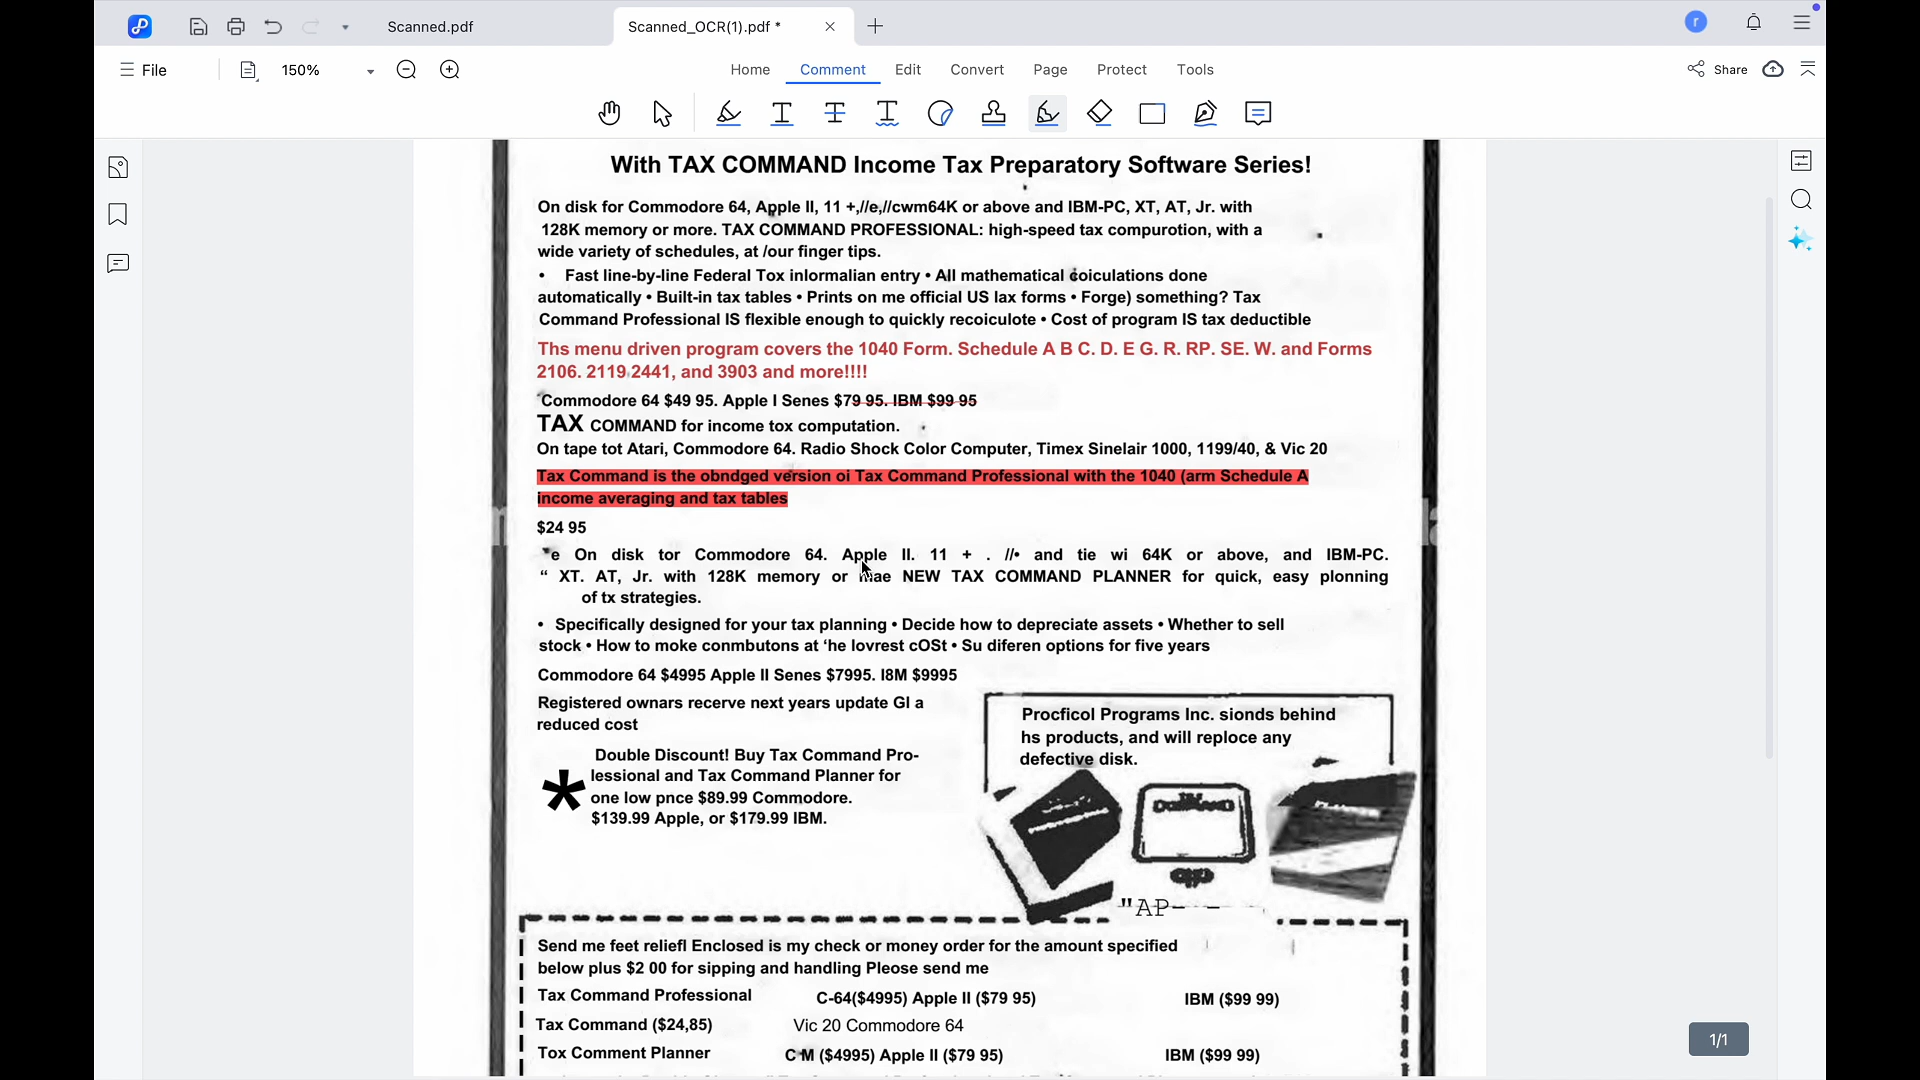 Scanned.pdf
Scanned_OCR(1).pdf *
r
File
150%
Home Comment Edit Convert Page Protect Tools
Share
With TAX COMMAND Income Tax Preparatory Software Series!
On disk for Commodore 64, Apple II, 11 +,//e,//cwm64K or above and IBM-PC, XT, AT, Jr. with
128K memory or more. TAX COMMAND PROFESSIONAL: high-speed tax compurotion, with a
wide variety of schedules, at /our finger tips.
• Fast line-by-line Federal Tox inlormalian entry • All mathematical coiculations done
automatically • Built-in tax tables • Prints on me official US lax forms • Forge) something? Tax
Command Professional IS flexible enough to quickly recoiculote • Cost of program IS tax deductible
Ths menu driven program covers the 1040 Form. Schedule A B C. D. E G. R. RP. SE. W. and Forms
2106. 2119 2441, and 3903 and more!!!!
Commodore 64 $49 95. Apple I Senes $79 95. IBM $99 95
TAX COMMAND for income tox computation.
On tape tot Atari, Commodore 64. Radio Shock Color Computer, Timex Sinelair 1000, 1199/40, & Vic 20
Tax Command is the obndged version oi Tax Command Professional with the 1040 (arm Schedule A
income averaging and tax tables
$24 95
"e On disk tor Commodore 64. Apple II. 11 + . //• and tie wi 64K or above, and IBM-PC.
“ XT. AT, Jr. with 128K memory or mae NEW TAX COMMAND PLANNER for quick, easy plonning
of tx strategies.
• Specifically designed for your tax planning • Decide how to depreciate assets • Whether to sell
stock • How to moke conmbutons at ‘he lovrest cOSt • Su diferen options for five years
Commodore 64 $4995 Apple II Senes $7995. I8M $9995
Registered ownars recerve next years update GI a
reduced cost
Double Discount! Buy Tax Command Pro-
lessional and Tax Command Planner for
* one low pnce $89.99 Commodore.
$139.99 Apple, or $179.99 IBM.
Procficol Programs Inc. sionds behind
hs products, and will reploce any
defective disk.
COMMAND
"AP- -
Send me feet reliefl Enclosed is my check or money order for the amount specified
below plus $2 00 for sipping and handling Please send me
Tax Command Professional C-64($4995) Apple II ($79 95) IBM ($99 99)
Tax Command ($24,85) Vic 20 Commodore 64
Tox Comment Planner C M ($4995) Apple II ($79 95) IBM ($99 99)
1/1